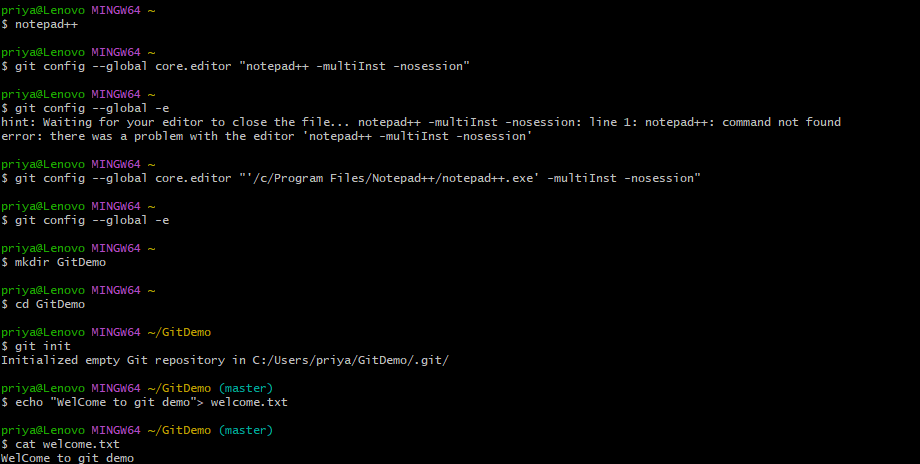 priya@Lenovo MINGW64 ~
$ notepad++
priya@Lenovo MINGW64 ~
$ git config --global core.editor "notepad++ -multiInst -nosession"
priya@Lenovo MINGW64 ~
$ git config --global -e
hint: Waiting for your editor to close the file... notepad++ -multiInst -nosession: line 1: notepad++: command not found
error: there was a problem with the editor 'notepad++ -multiInst -nosession'
priya@Lenovo MINGW64 ~
$ git config --global core.editor "'/c/Program Files/Notepad++/notepad++.exe' -multiInst -nosession"
priya@Lenovo MINGW64 ~
$ git config --global -e
priya@Lenovo MINGW64 ~
$ mkdir GitDemo
priya@Lenovo MINGW64 ~
$ cd GitDemo
priya@Lenovo MINGW64 ~/GitDemo
$ git init
Initialized empty Git repository in C:/Users/priya/GitDemo/.git/
priya@Lenovo MINGW64 ~/GitDemo (master)
$ echo "WelCome to git demo"> welcome.txt
priya@Lenovo MINGW64 ~/GitDemo (master)
$ cat welcome.txt
WelCome to git demo